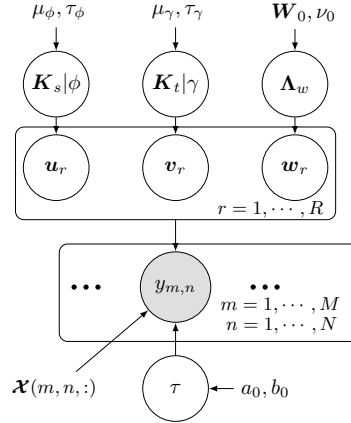 μ_ϕ, τ_ϕ μ_γ, τ_γ W_0, ν_0
K_s|ϕ K_t|γ Λ_w
u_r v_r w_r
r = 1, ⋯, R
••• y_{m,n} •••
m = 1, ⋯, M
n = 1, ⋯, N
𝓧(m, n, :) τ a_0, b_0